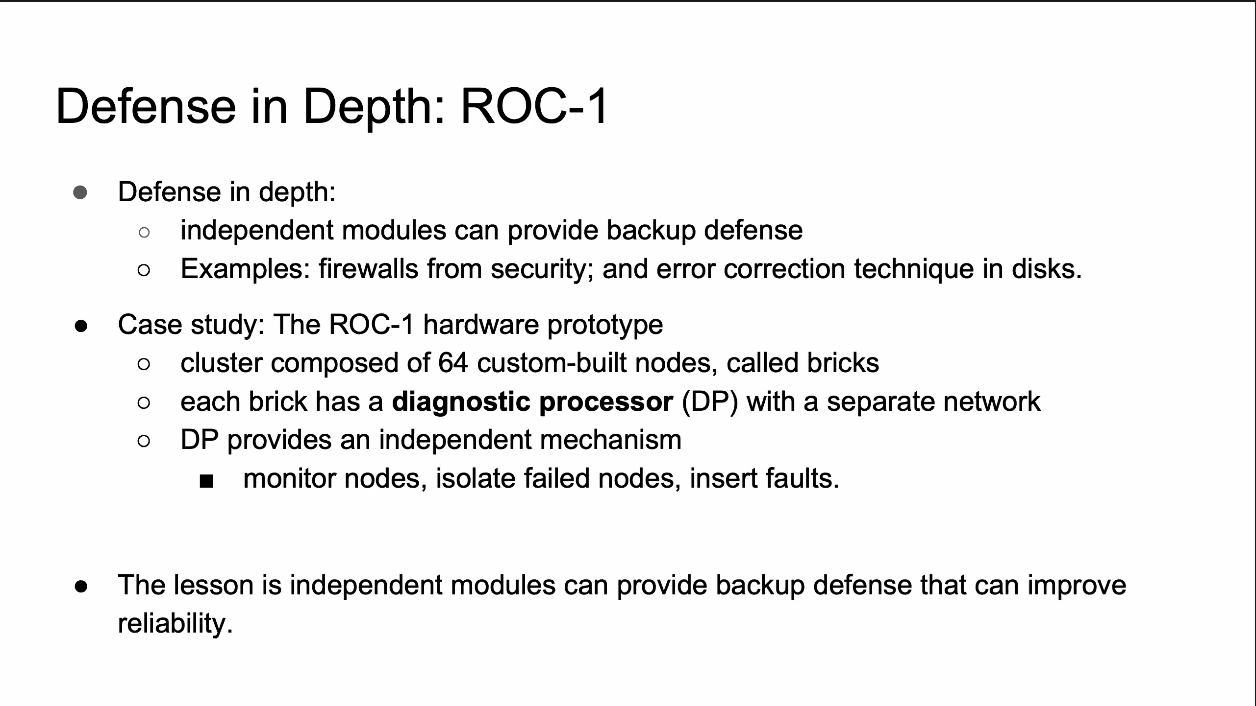 Defense in Depth: ROC-1
● Defense in depth:
○ independent modules can provide backup defense
○ Examples: firewalls from security; and error correction technique in disks.
● Case study: The ROC-1 hardware prototype
○ cluster composed of 64 custom-built nodes, called bricks
○ each brick has a diagnostic processor (DP) with a separate network
○ DP provides an independent mechanism
■ monitor nodes, isolate failed nodes, insert faults.
● The lesson is independent modules can provide backup defense that can improve
reliability.